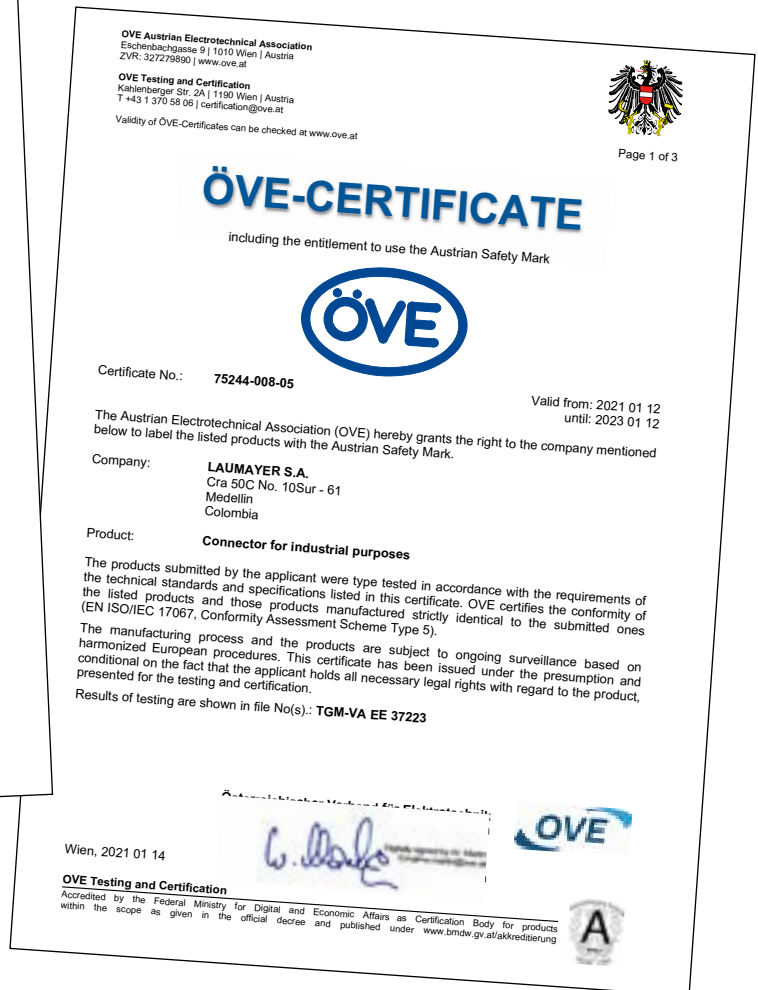 OVE Austrian Electrotechnical Association
Eschenbachgasse 9 | 1010 Wien | Austria
ZVR: 327279890 | www.ove.at
OVE Testing and Certification
Kahlenberger Str. 2A | 1190 Wien | Austria
T +43 1 370 58 06 | certification@ove.at
Validity of ÖVE-Certificates can be checked at www.ove.at
Page 1 of 3
ÖVE-CERTIFICATE
including the entitlement to use the Austrian Safety Mark
ÖVE
Certificate No.: 75244-008-05
Valid from: 2021 01 12
until: 2023 01 12
The Austrian Electrotechnical Association (OVE) hereby grants the right to the company mentioned
below to label the listed products with the Austrian Safety Mark.
Company: LAUMAYER S.A.
Cra 50C No. 10Sur - 61
Medellin
Colombia
Product: Connector for industrial purposes
The products submitted by the applicant were type tested in accordance with the requirements of
the technical standards and specifications listed in this certificate. OVE certifies the conformity of
the listed products and those products manufactured strictly identical to the submitted ones
(EN ISO/IEC 17067, Conformity Assessment Scheme Type 5).
The manufacturing process and the products are subject to ongoing surveillance based on
harmonized European procedures. This certificate has been issued under the presumption and
conditional on the fact that the applicant holds all necessary legal rights with regard to the product,
presented for the testing and certification.
Results of testing are shown in file No(s).: TGM-VA EE 37223
OVE
Wien, 2021 01 14
OVE Testing and Certification
Accredited by the Federal Ministry for Digital and Economic Affairs as Certification Body for products
within the scope as given in the official decree and published under www.bmdw.gv.at/akkreditierung
A